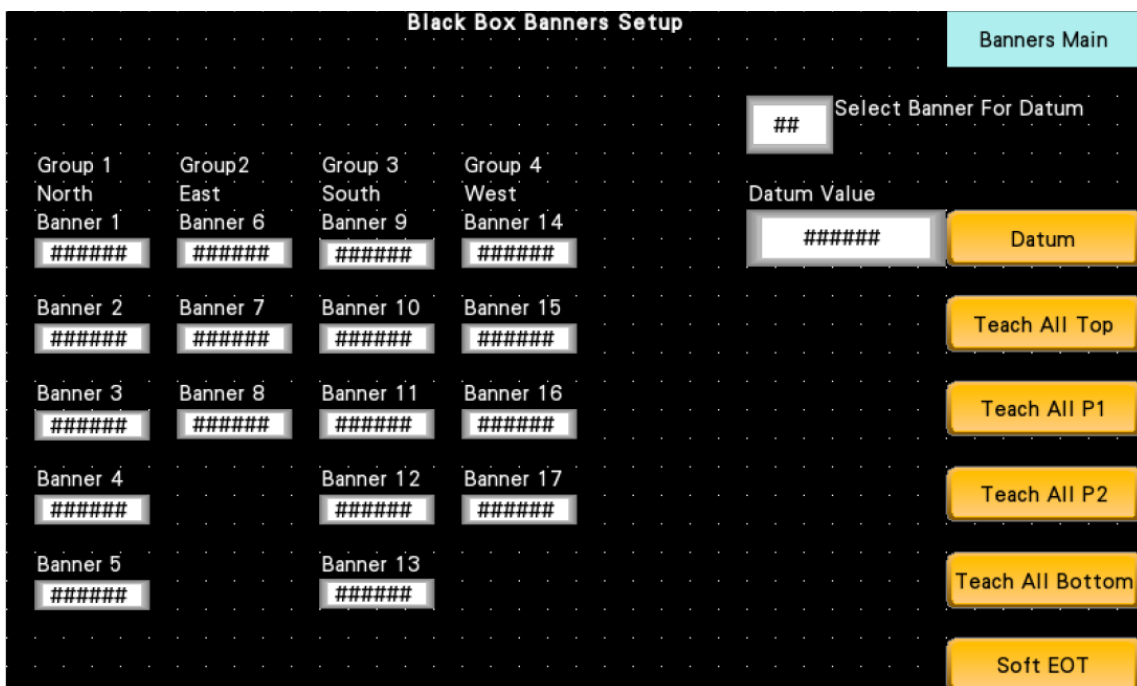 Black Box Banners Setup
Banners Main
## Select Banner For Datum
Group 1 Group2 Group 3 Group 4
North East South West
Datum Value
Banner 1 Banner 6 Banner 9 Banner 14
###### ###### ###### ######
###### Datum
Banner 2 Banner 7 Banner 10 Banner 15
###### ###### ###### ######
Teach All Top
Banner 3 Banner 8 Banner 11 Banner 16
###### ###### ###### ######
Teach All P1
Banner 4 Banner 12 Banner 17
###### ###### ######
Teach All P2
Banner 5 Banner 13
###### ######
Teach All Bottom
Soft EOT